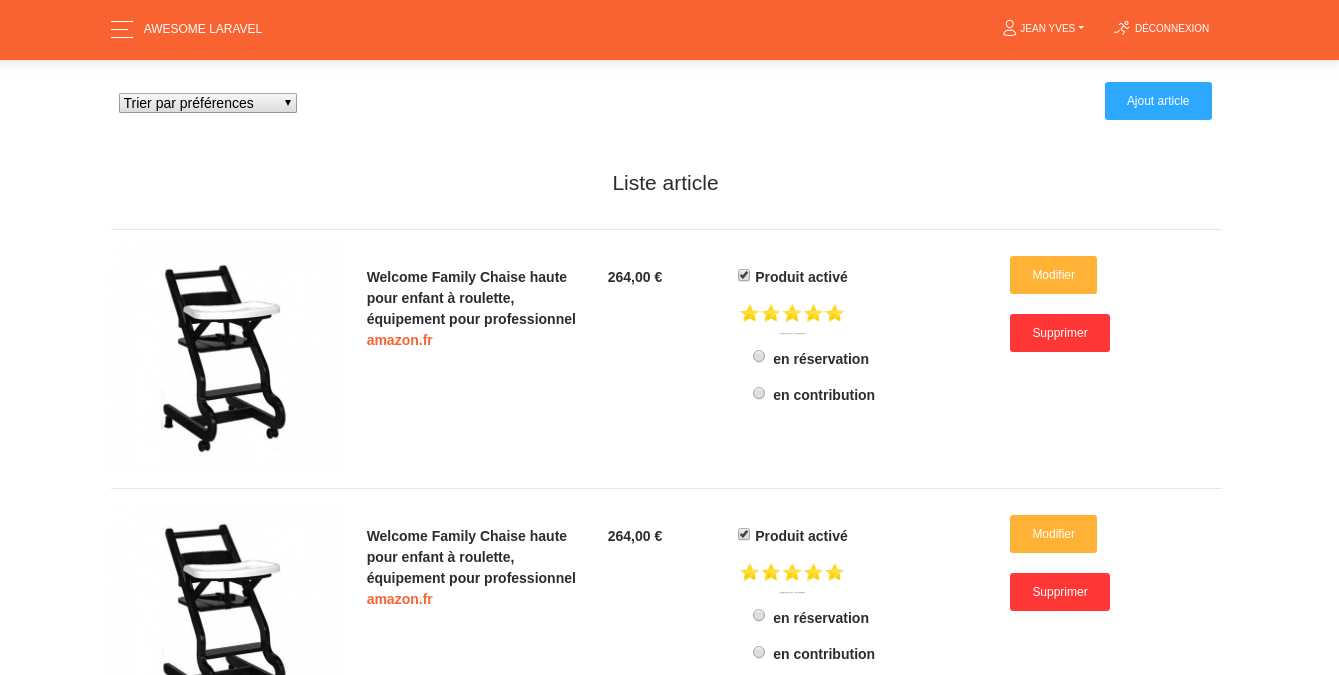 AWESOME LARAVEL
JEAN YVES
DÉCONNEXION
Trier par préférences
Ajout article
Liste article
Welcome Family Chaise haute
pour enfant à roulette,
équipement pour professionnel
amazon.fr
264,00 €
Produit activé
en réservation
en contribution
Modifier
Supprimer
Welcome Family Chaise haute
pour enfant à roulette,
équipement pour professionnel
amazon.fr
264,00 €
Produit activé
en réservation
en contribution
Modifier
Supprimer